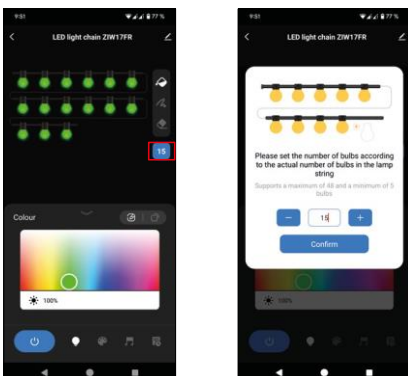 9:51
77 %
LED light chain ZIW17FR
15
Colour
100%
9:51
77 %
LED light chain ZIW17FR
Please set the number of bulbs according
to the actual number of bulbs in the lamp
string
Supports a maximum of 48 and a minimum of 5
bulbs
15
Confirm
100%